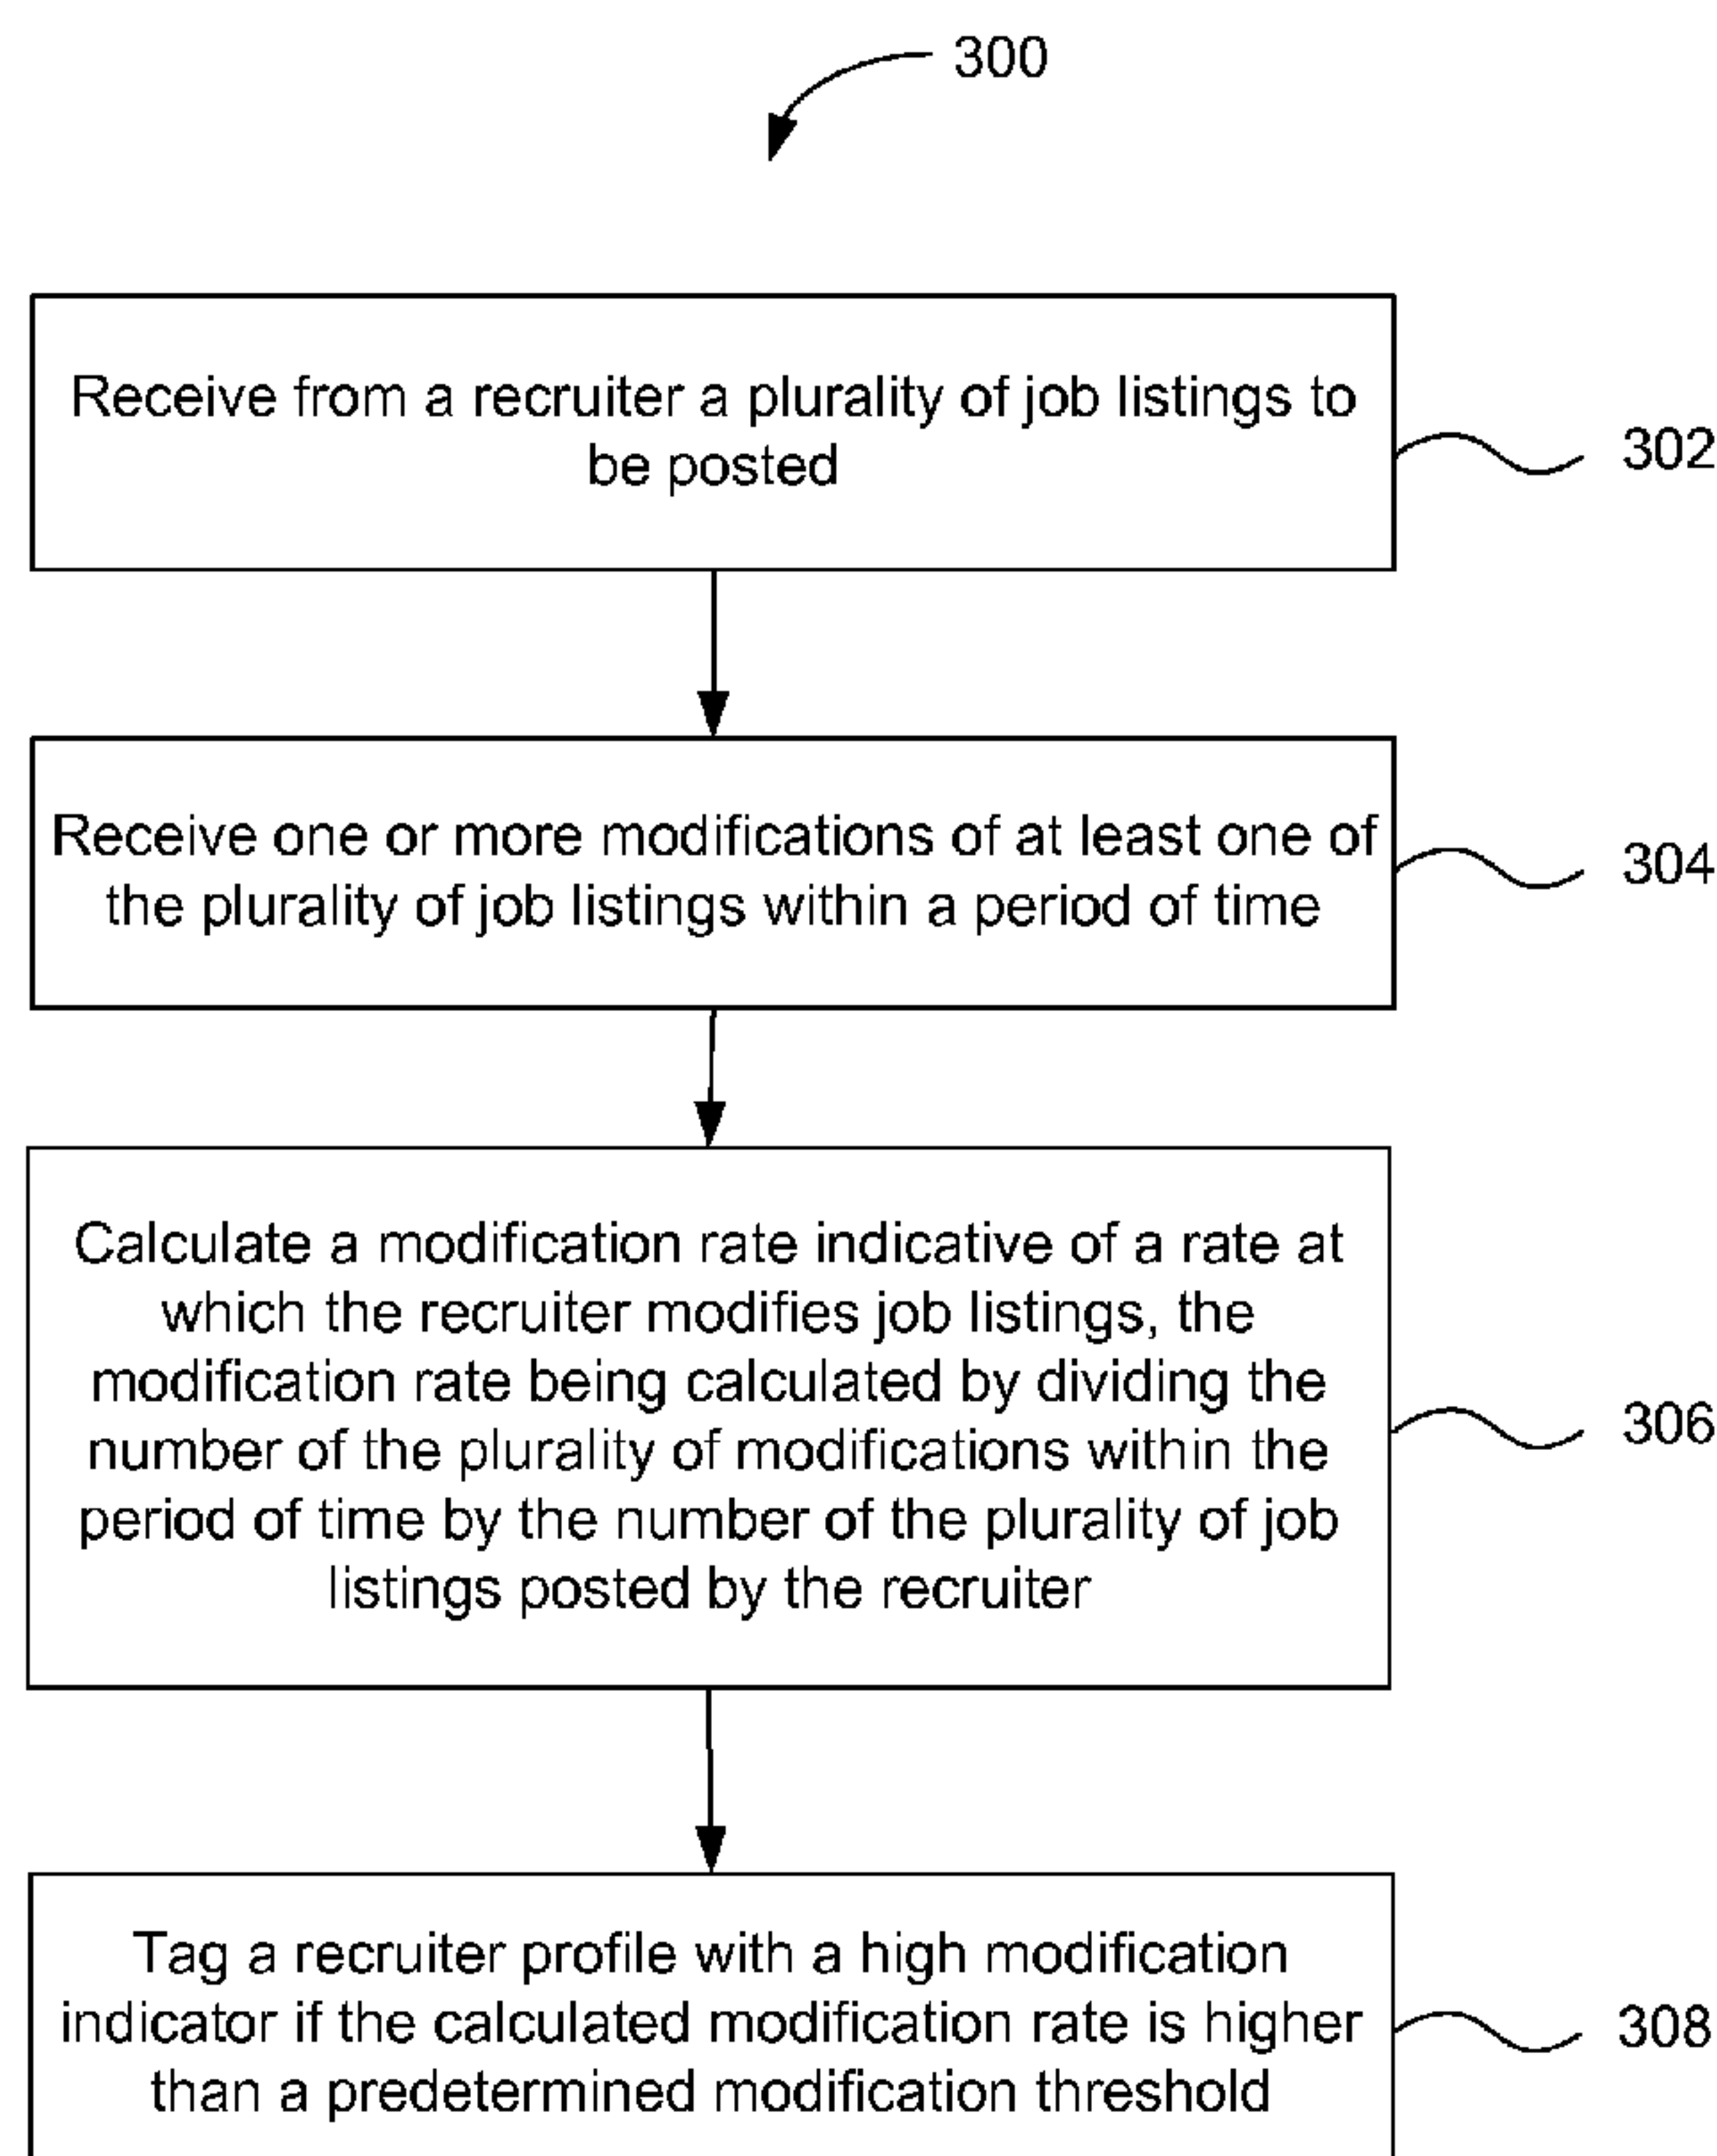 300
Receive from a recruiter a plurality of job listings to
be posted
302
Receive one or more modifications of at least one of
the plurality of job listings within a period of time
304
Calculate a modification rate indicative of a rate at
which the recruiter modifies job listings, the
modification rate being calculated by dividing the
number of the plurality of modifications within the
period of time by the number of the plurality of job
listings posted by the recruiter
306
Tag a recruiter profile with a high modification
indicator if the calculated modification rate is higher
than a predetermined modification threshold
308